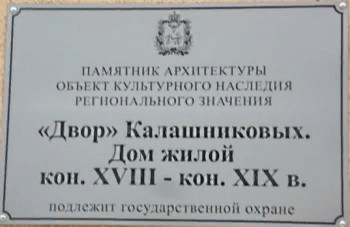 ПАМЯТНИК АРХИТЕКТУРЫ
ОБЪЕКТ КУЛЬТУРНОГО НАСЛЕДИЯ
РЕГИОНАЛЬНОГО ЗНАЧЕНИЯ
«Двор» Калашниковых.
Дом жилой
кон. XVIII - кон. XIX в.
подлежит государственной охране